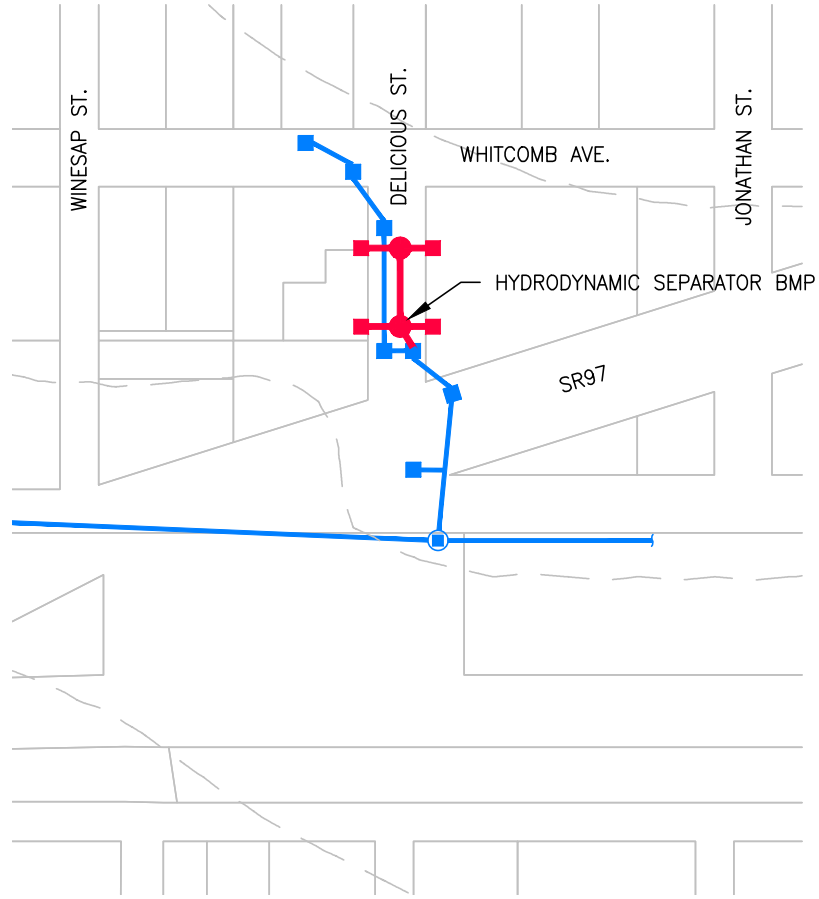 WINESAP ST.
DELICIOUS ST.
JONATHAN ST.
WHITCOMB AVE.
HYDRODYNAMIC SEPARATOR BMP
SR97